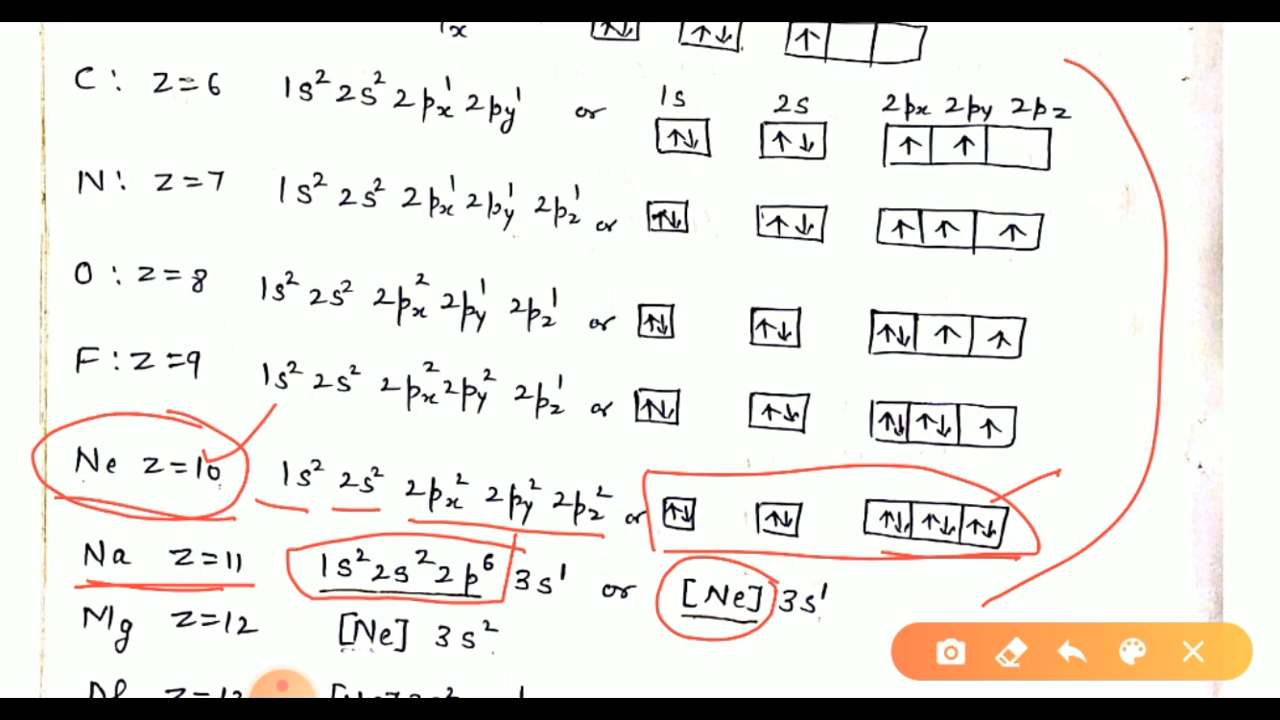 x
C : Z=6 1s² 2s² 2pₓ¹ 2py¹ or 1s 2s 2px 2py 2pz
N : Z=7 1s² 2s² 2pₓ¹ 2py¹ 2pz¹ or
O : Z=8 1s² 2s² 2pₓ² 2py¹ 2pz¹ or
F : Z=9 1s² 2s² 2pₓ² 2py² 2pz¹ or
Ne Z=10 1s² 2s² 2pₓ² 2py² 2pz² or
Na Z=11 1s² 2s² 2p⁶ 3s¹ or [Ne] 3s¹
Mg Z=12 [Ne] 3s²